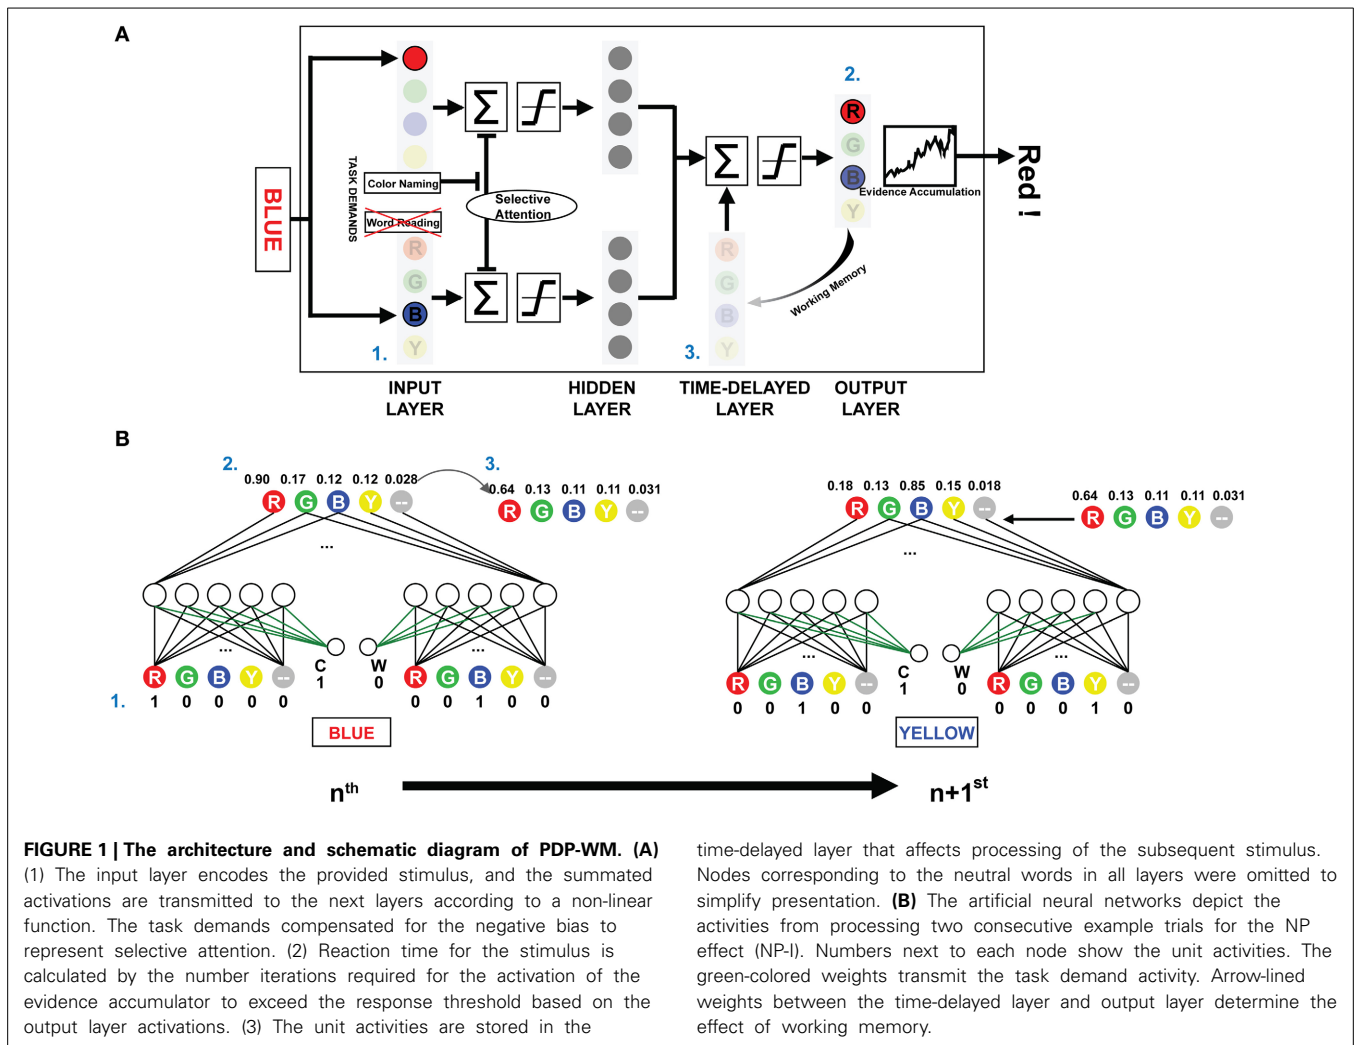 A
2.
R
G
B
Y
Evidence Accumulation
Red !
BLUE
TASK DEMANDS
Color Naming
Word Reading
Σ
Selective
Attention
Σ
Σ
R
G
B
Y
1.
R
G
B
Y
3.
Working Memory
INPUT
LAYER
HIDDEN
LAYER
TIME-DELAYED
LAYER
OUTPUT
LAYER
B
2.
0.90 0.17 0.12 0.12 0.028
R G B Y --
3.
0.64 0.13 0.11 0.11 0.031
R G B Y --
...
...
...
C
1
W
0
R G B Y --
R G B Y --
1.
1 0 0 0 0
0 0 1 0 0
BLUE
0.18 0.13 0.85 0.15 0.018
R G B Y --
0.64 0.13 0.11 0.11 0.031
R G B Y --
...
...
...
C
1
W
0
R G B Y --
R G B Y --
0 0 1 0 0
0 0 0 1 0
YELLOW
nth
n+1st
FIGURE 1 | The architecture and schematic diagram of PDP-WM. (A)
(1) The input layer encodes the provided stimulus, and the summated
activations are transmitted to the next layers according to a non-linear
function. The task demands compensated for the negative bias to
represent selective attention. (2) Reaction time for the stimulus is
calculated by the number iterations required for the activation of the
evidence accumulator to exceed the response threshold based on the
output layer activations. (3) The unit activities are stored in the
time-delayed layer that affects processing of the subsequent stimulus.
Nodes corresponding to the neutral words in all layers were omitted to
simplify presentation. (B) The artificial neural networks depict the
activities from processing two consecutive example trials for the NP
effect (NP-I). Numbers next to each node show the unit activities. The
green-colored weights transmit the task demand activity. Arrow-lined
weights between the time-delayed layer and output layer determine the
effect of working memory.